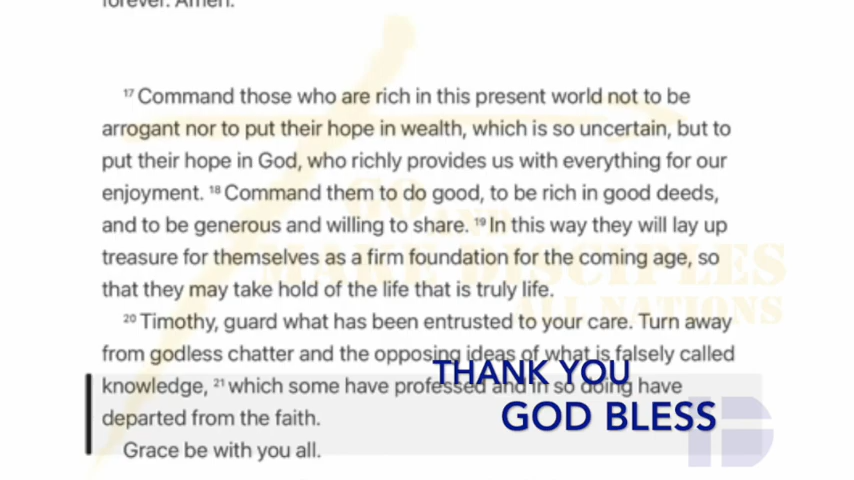 forever. Amen.
17 Command those who are rich in this present world not to be
arrogant nor to put their hope in wealth, which is so uncertain, but to
put their hope in God, who richly provides us with everything for our
enjoyment. 18 Command them to do good, to be rich in good deeds,
and to be generous and willing to share. 19 In this way they will lay up
treasure for themselves as a firm foundation for the coming age, so
that they may take hold of the life that is truly life.
20 Timothy, guard what has been entrusted to your care. Turn away
from godless chatter and the opposing ideas of what is falsely called
knowledge, 21 which some have professed and in so doing have
departed from the faith.
Grace be with you all.
THANK YOU
GOD BLESS
GO AND
MAKE DISCIPLES
ALL NATIONS